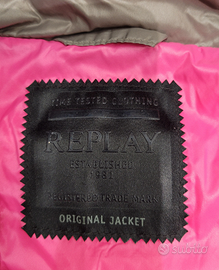 TIME TESTED CLOTHING
REPLAY
ESTABLISHED
1981
REGISTERED TRADE MARK
ORIGINAL JACKET